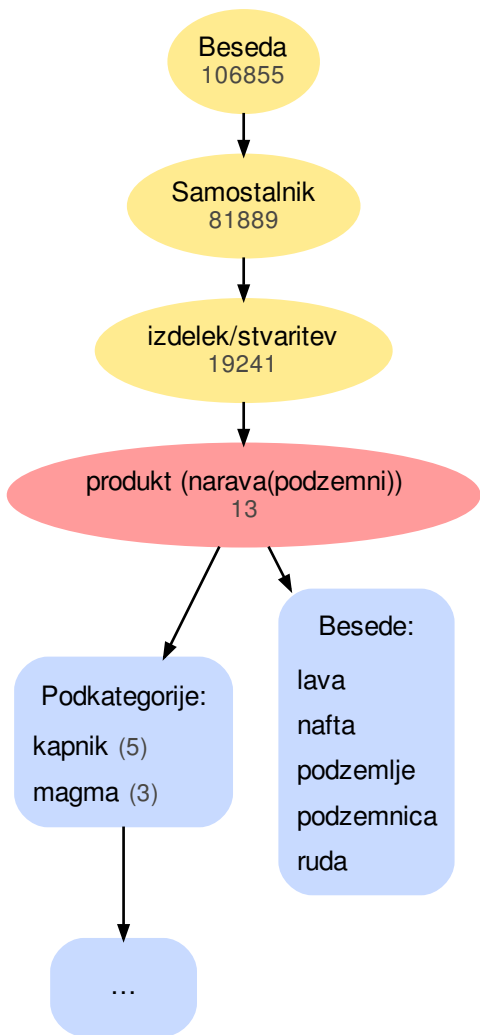 Beseda
106855
Samostalnik
81889
izdelek/stvaritev
19241
produkt (narava(podzemni))
13
Podkategorije:
kapnik (5)
magma (3)
Besede:
lava
nafta
podzemlje
podzemnica
ruda
…